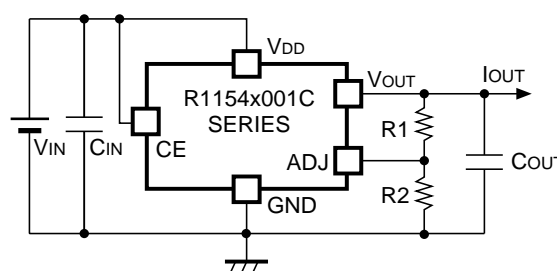 VDD
R1154x001C
SERIES
VOUT
IOUT
R1
VIN
CIN
CE
ADJ
COUT
R2
GND